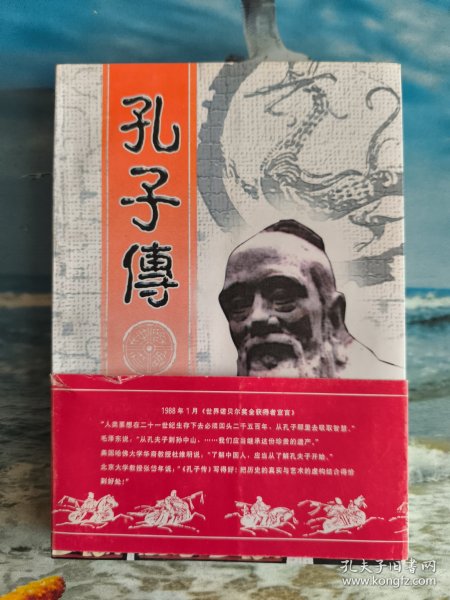 孔子傳
1988年1月《世界诺贝尔奖金获得者宣言》
“人类要想在二十一世纪生存下去必须回头二千五百年，从孔子那里去吸取智慧。”
毛泽东说，“从孔夫子到孙中山，……我们应当继承这份珍贵的遗产。”
美国哈佛大学华裔教授杜维明说，“了解中国人，应当从了解孔夫子开始。”
北京大学教授张岱年说，“《孔子传》写得好！把历史的真实与艺术的虚构结合得恰
到好处！”
孔夫子旧书网
www.kongfz.com